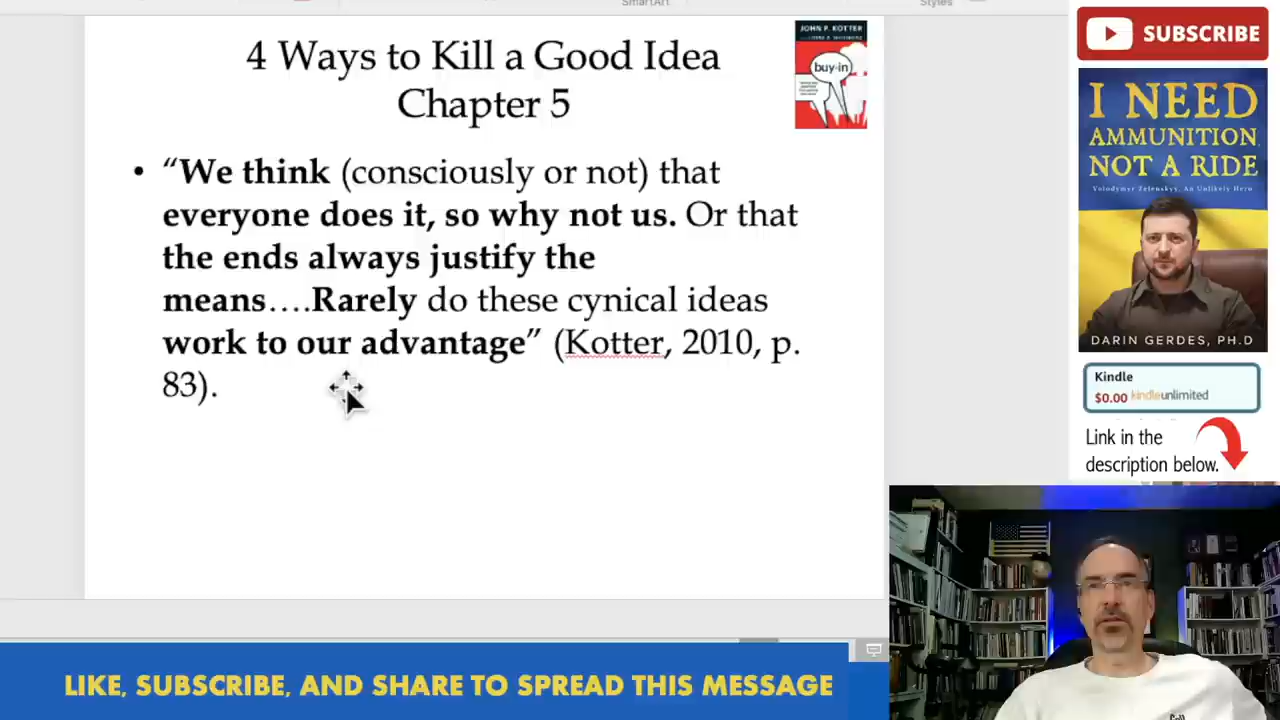 SmartArt
Styles
4 Ways to Kill a Good Idea
Chapter 5
JOHN P. KOTTER
buy-in
• “We think (consciously or not) that
everyone does it, so why not us. Or that
the ends always justify the
means….Rarely do these cynical ideas
work to our advantage” (Kotter, 2010, p.
83).
SUBSCRIBE
I NEED
AMMUNITION,
NOT A RIDE
Volodymyr Zelenskyy, An Unlikely Hero
DARIN GERDES, PH.D
Kindle
$0.00 kindleunlimited
Link in the
description below.
LIKE, SUBSCRIBE, AND SHARE TO SPREAD THIS MESSAGE